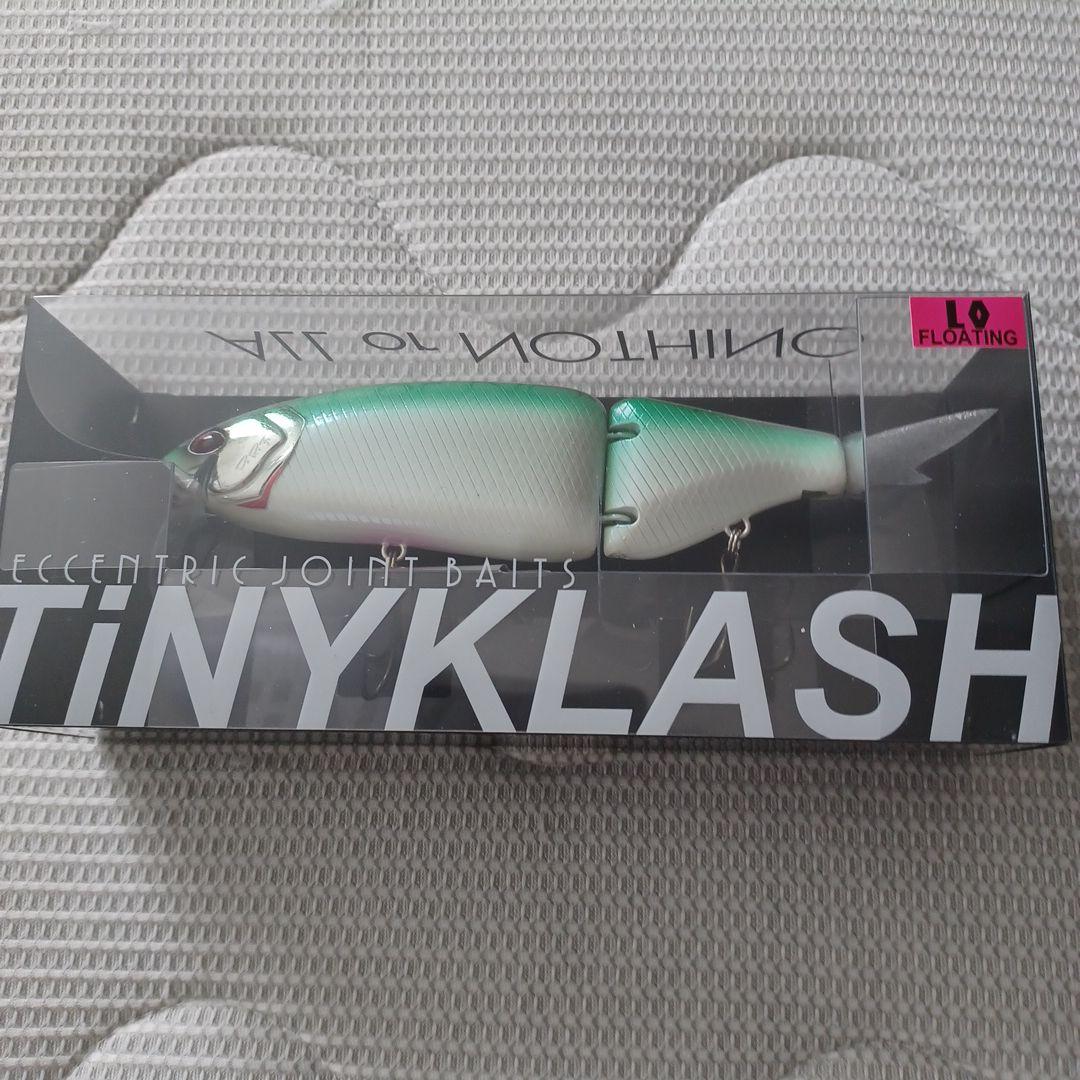 ALL or NOTHING
LO
FLOATING
ECCENTRIC JOINT BAITS
TiNYKLASH